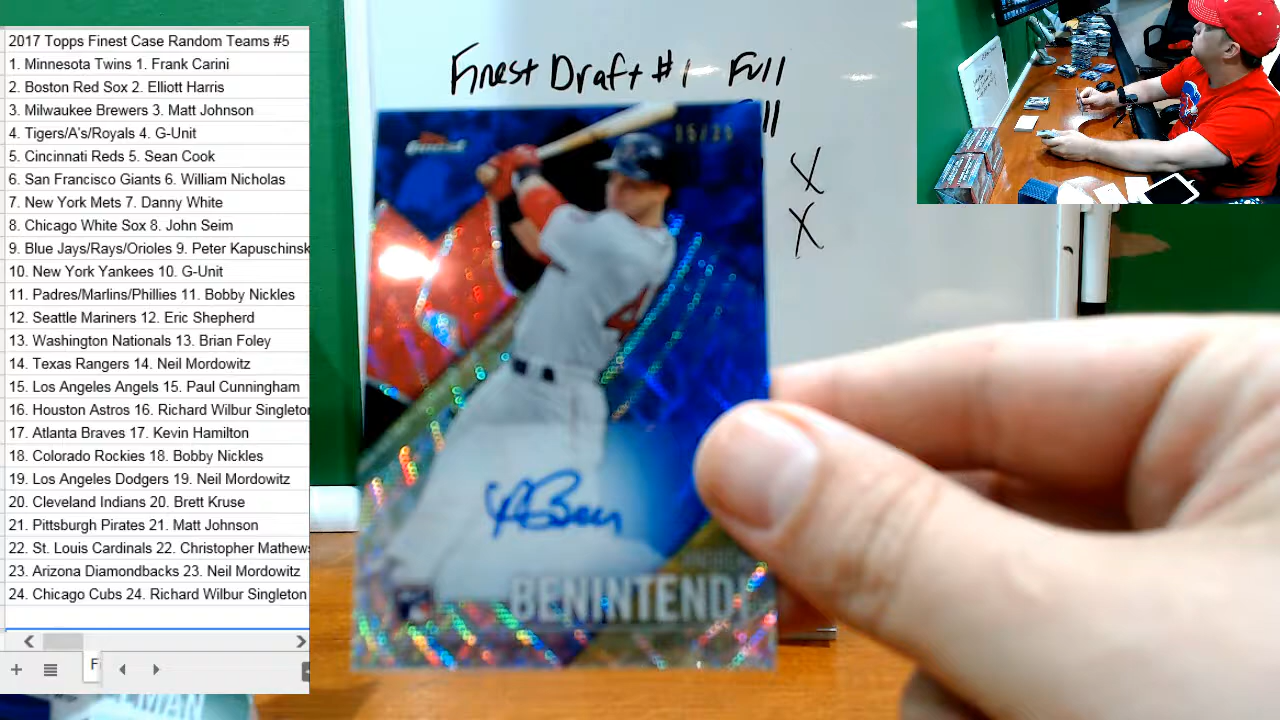 2017 Topps Finest Case Random Teams #5
1. Minnesota Twins 1. Frank Carini
2. Boston Red Sox 2. Elliott Harris
3. Milwaukee Brewers 3. Matt Johnson
4. Tigers/A's/Royals 4. G-Unit
5. Cincinnati Reds 5. Sean Cook
6. San Francisco Giants 6. William Nicholas
7. New York Mets 7. Danny White
8. Chicago White Sox 8. John Seim
9. Blue Jays/Rays/Orioles 9. Peter Kapuschinsk
10. New York Yankees 10. G-Unit
11. Padres/Marlins/Phillies 11. Bobby Nickles
12. Seattle Mariners 12. Eric Shepherd
13. Washington Nationals 13. Brian Foley
14. Texas Rangers 14. Neil Mordowitz
15. Los Angeles Angels 15. Paul Cunningham
16. Houston Astros 16. Richard Wilbur Singleton
17. Atlanta Braves 17. Kevin Hamilton
18. Colorado Rockies 18. Bobby Nickles
19. Los Angeles Dodgers 19. Neil Mordowitz
20. Cleveland Indians 20. Brett Kruse
21. Pittsburgh Pirates 21. Matt Johnson
22. St. Louis Cardinals 22. Christopher Mathews
23. Arizona Diamondbacks 23. Neil Mordowitz
24. Chicago Cubs 24. Richard Wilbur Singleton
F
Finest Draft #1 Full
X
X
Finest
4
BENINTENDI